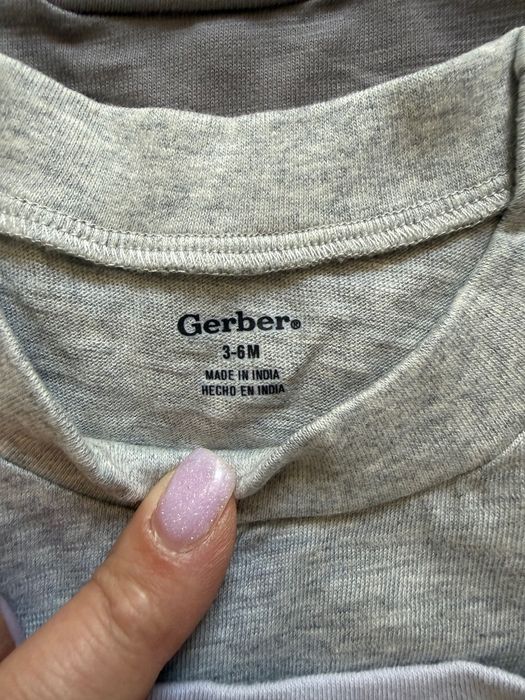 Gerber®
3-6M
MADE IN INDIA
HECHO EN INDIA